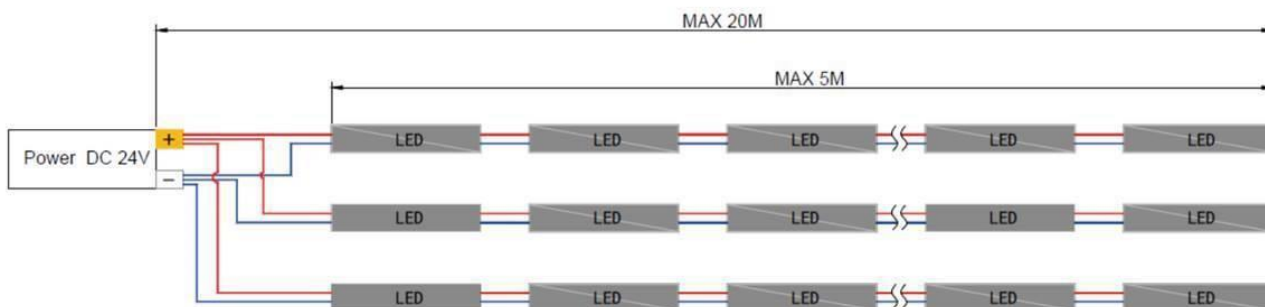 MAX 20M
MAX 5M
Power DC 24V
+
−
LED LED LED LED LED
LED LED LED LED LED
LED LED LED LED LED